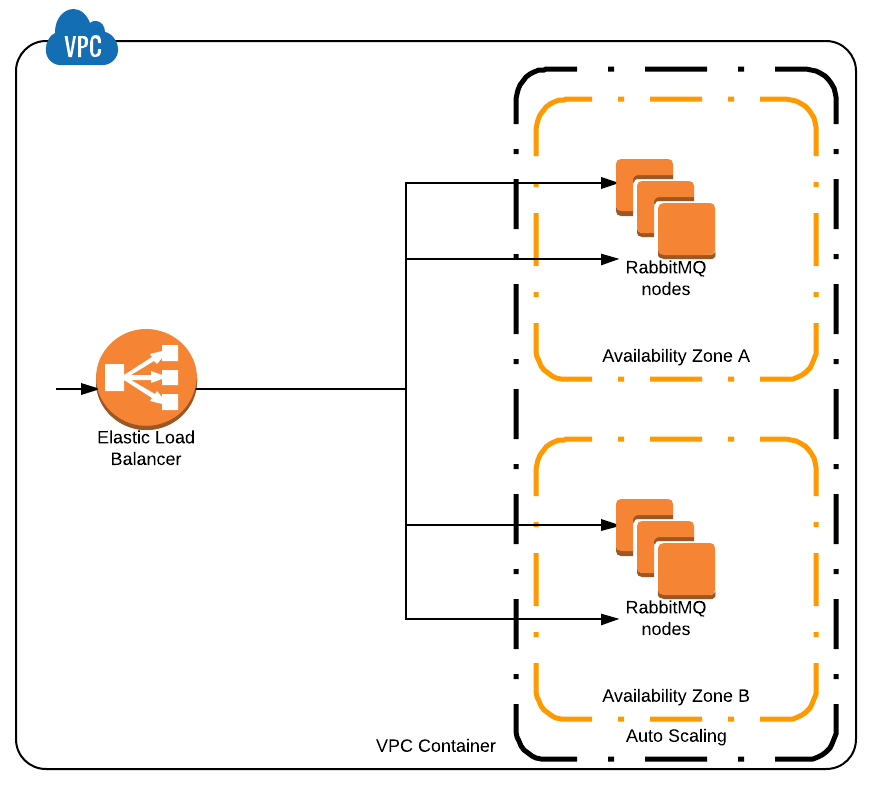 VPC
RabbitMQ
nodes
Availability Zone A
Elastic Load
Balancer
RabbitMQ
nodes
Availability Zone B
Auto Scaling
VPC Container